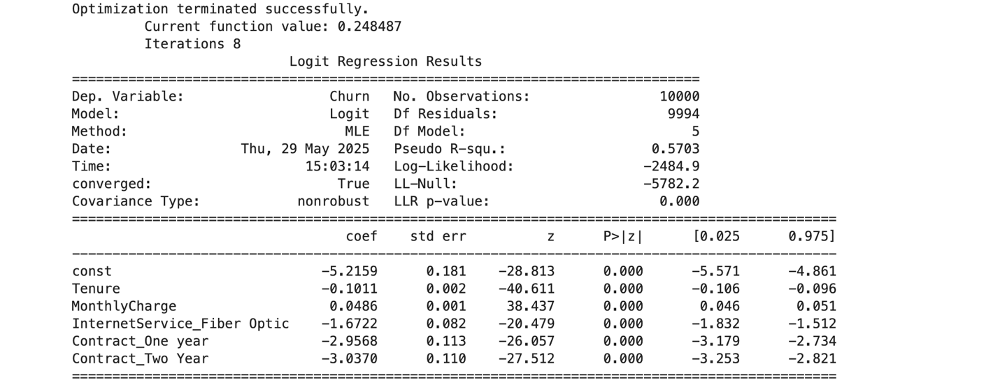 Optimization terminated successfully.
Current function value: 0.248487
Iterations 8
Logit Regression Results
==============================================================================
Dep. Variable: Churn No. Observations: 10000
Model: Logit Df Residuals: 9994
Method: MLE Df Model: 5
Date: Thu, 29 May 2025 Pseudo R-squ.: 0.5703
Time: 15:03:14 Log-Likelihood: -2484.9
converged: True LL-Null: -5782.2
Covariance Type: nonrobust LLR p-value: 0.000
===============================================================================================
coef std err z P>|z| [0.025 0.975]
-----------------------------------------------------------------------------------------------
const -5.2159 0.181 -28.813 0.000 -5.571 -4.861
Tenure -0.1011 0.002 -40.611 0.000 -0.106 -0.096
MonthlyCharge 0.0486 0.001 38.437 0.000 0.046 0.051
InternetService_Fiber Optic -1.6722 0.082 -20.479 0.000 -1.832 -1.512
Contract_One year -2.9568 0.113 -26.057 0.000 -3.179 -2.734
Contract_Two Year -3.0370 0.110 -27.512 0.000 -3.253 -2.821
===============================================================================================